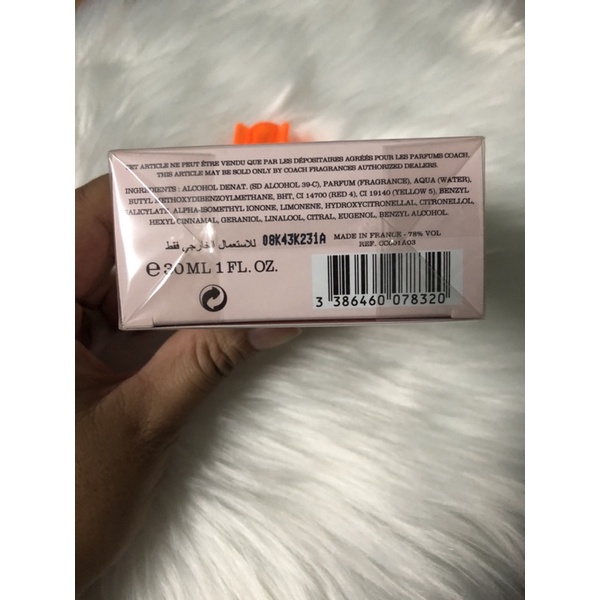 CET ARTICLE NE PEUT ÊTRE VENDU QUE PAR LES DÉPOSITAIRES AGRÉÉS POUR LES PARFUMS COACH.
THIS ARTICLE MAY BE SOLD ONLY BY COACH FRAGRANCES AUTHORIZED DEALERS.
INGREDIENTS : ALCOHOL DENAT. (SD ALCOHOL 39-C), PARFUM (FRAGRANCE), AQUA (WATER),
BUTYL METHOXYDIBENZOYLMETHANE, BHT, CI 14700 (RED 4), CI 19140 (YELLOW 5), BENZYL
SALICYLATE, ALPHA-ISOMETHYL IONONE, LIMONENE, HYDROXYCITRONELLAL, CITRONELLOL,
HEXYL CINNAMAL, GERANIOL, LINALOOL, CITRAL, EUGENOL, BENZYL ALCOHOL
للاستعمال الخارجي فقط 08K43K231A MADE IN FRANCE - 78% VOL
REF. CC001A03
e 30ML 1 FL. OZ.
3 386460 078320